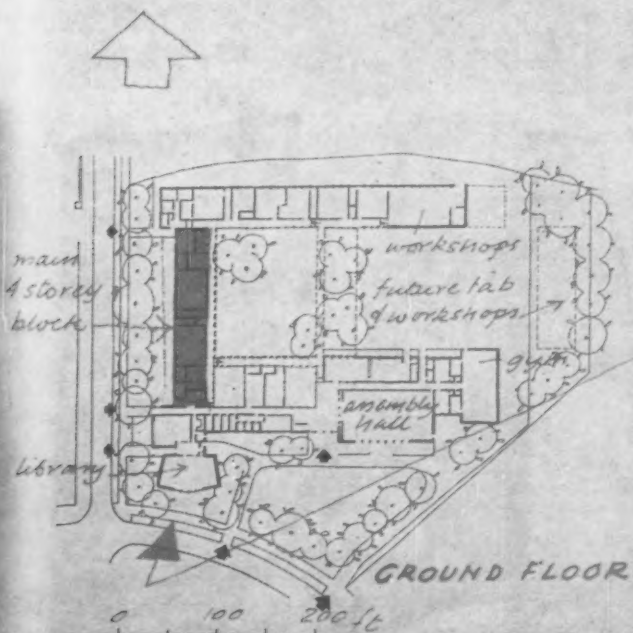 workshops
main
4 storey
block
future lab
& workshops
gym
assembly
hall
library
GROUND FLOOR
0 100 200 ft